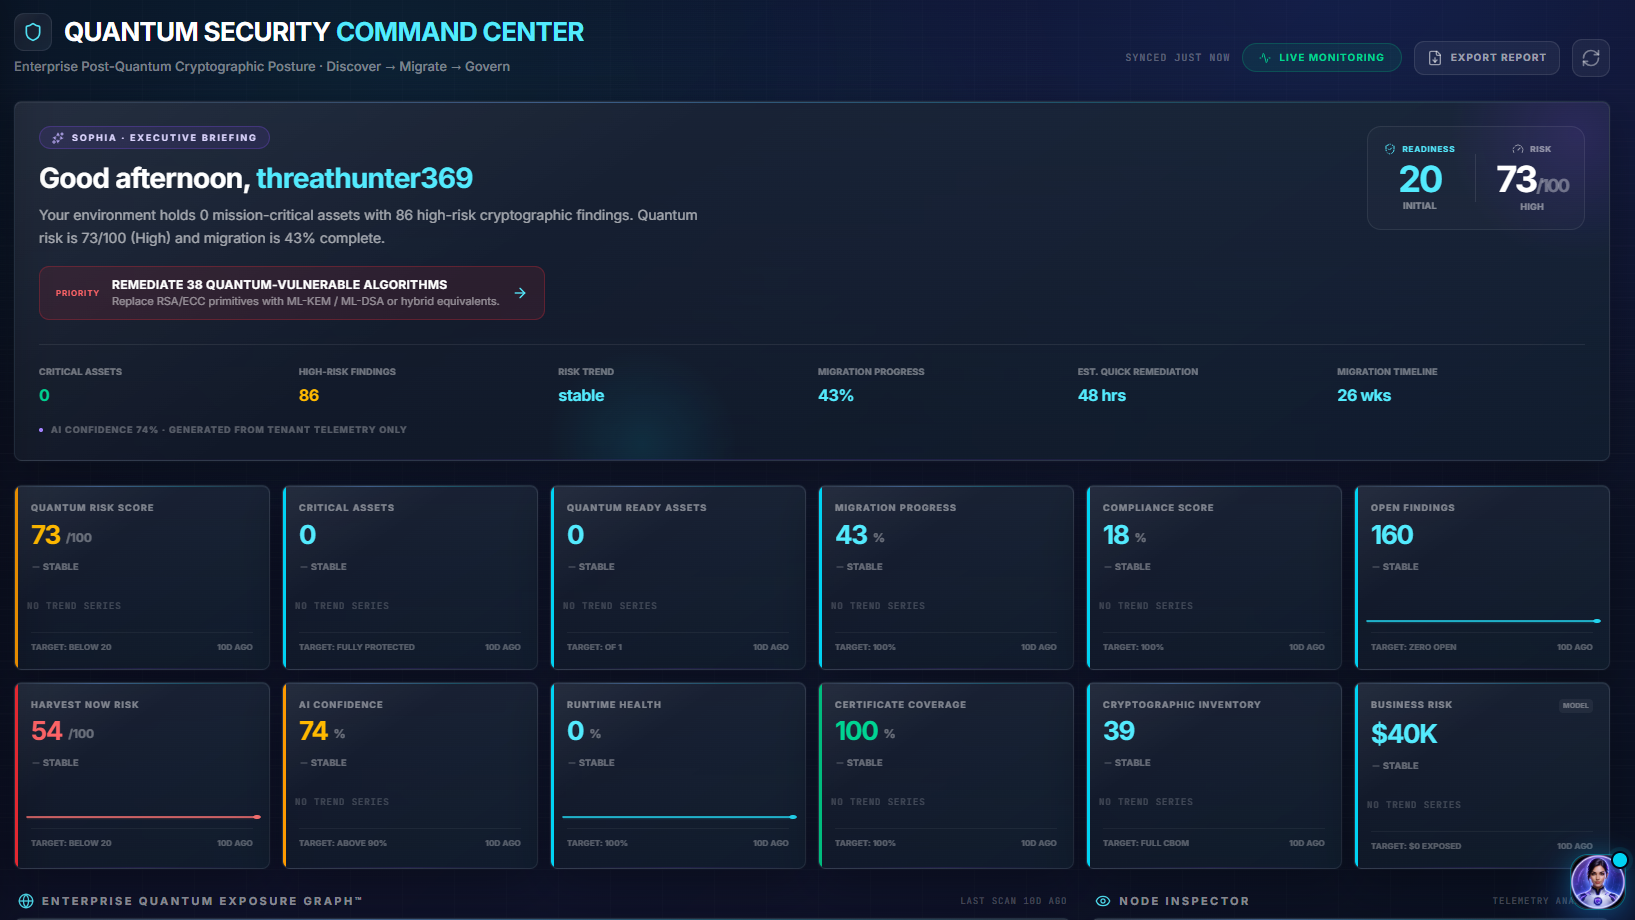 QUANTUM SECURITY COMMAND CENTER
Enterprise Post-Quantum Cryptographic Posture · Discover → Migrate → Govern
SYNCED JUST NOW
LIVE MONITORING
EXPORT REPORT
SOPHIA · EXECUTIVE BRIEFING
Good afternoon, threathunter369
Your environment holds 0 mission-critical assets with 86 high-risk cryptographic findings. Quantum
risk is 73/100 (High) and migration is 43% complete.
READINESS
20
INITIAL
RISK
73/100
HIGH
PRIORITY
REMEDIATE 38 QUANTUM-VULNERABLE ALGORITHMS
Replace RSA/ECC primitives with ML-KEM / ML-DSA or hybrid equivalents.
CRITICAL ASSETS
0
HIGH-RISK FINDINGS
86
RISK TREND
stable
MIGRATION PROGRESS
43%
EST. QUICK REMEDIATION
48 hrs
MIGRATION TIMELINE
26 wks
AI CONFIDENCE 74% · GENERATED FROM TENANT TELEMETRY ONLY
QUANTUM RISK SCORE
73 /100
— STABLE
NO TREND SERIES
TARGET: BELOW 20 10D AGO
CRITICAL ASSETS
0
— STABLE
NO TREND SERIES
TARGET: FULLY PROTECTED 10D AGO
QUANTUM READY ASSETS
0
— STABLE
NO TREND SERIES
TARGET: OF 1 10D AGO
MIGRATION PROGRESS
43 %
— STABLE
NO TREND SERIES
TARGET: 100% 10D AGO
COMPLIANCE SCORE
18 %
— STABLE
NO TREND SERIES
TARGET: 100% 10D AGO
OPEN FINDINGS
160
— STABLE
TARGET: ZERO OPEN 10D AGO
HARVEST NOW RISK
54 /100
— STABLE
TARGET: BELOW 20 10D AGO
AI CONFIDENCE
74 %
— STABLE
NO TREND SERIES
TARGET: ABOVE 90% 10D AGO
RUNTIME HEALTH
0 %
— STABLE
TARGET: 100% 10D AGO
CERTIFICATE COVERAGE
100 %
— STABLE
NO TREND SERIES
TARGET: 100% 10D AGO
CRYPTOGRAPHIC INVENTORY
39
— STABLE
NO TREND SERIES
TARGET: FULL CBOM 10D AGO
BUSINESS RISK MODEL
$40K
— STABLE
NO TREND SERIES
TARGET: $0 EXPOSED 10D AGO
ENTERPRISE QUANTUM EXPOSURE GRAPH™
LAST SCAN 10D AGO
NODE INSPECTOR
TELEMETRY